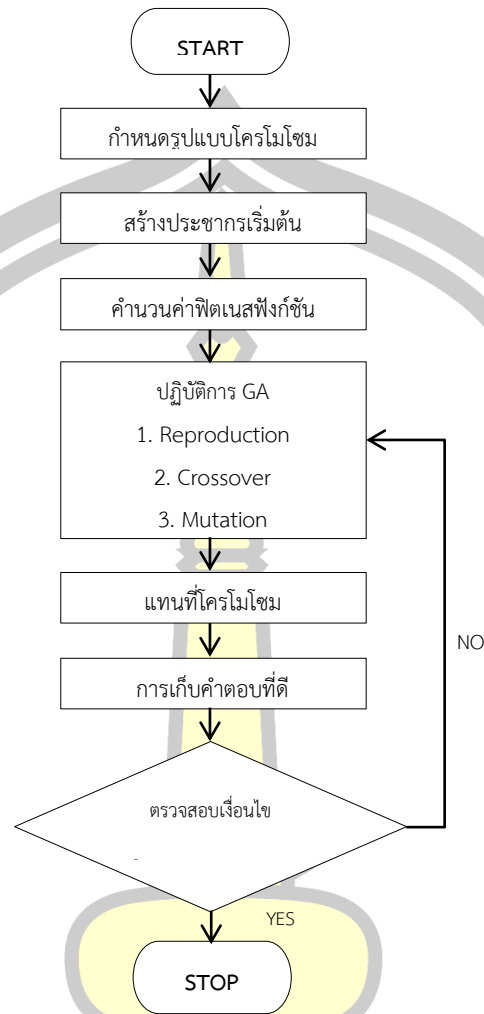 START
กำหนดรูปแบบโครโมโซม
สร้างประชากรเริ่มต้น
คำนวนค่าฟิตเนสฟังก์ชัน
ปฏิบัติการ GA
1. Reproduction
2. Crossover
3. Mutation
แทนที่โครโมโซม
NO
การเก็บคำตอบที่ดี
ตรวจสอบเงื่อนไข
YES
STOP